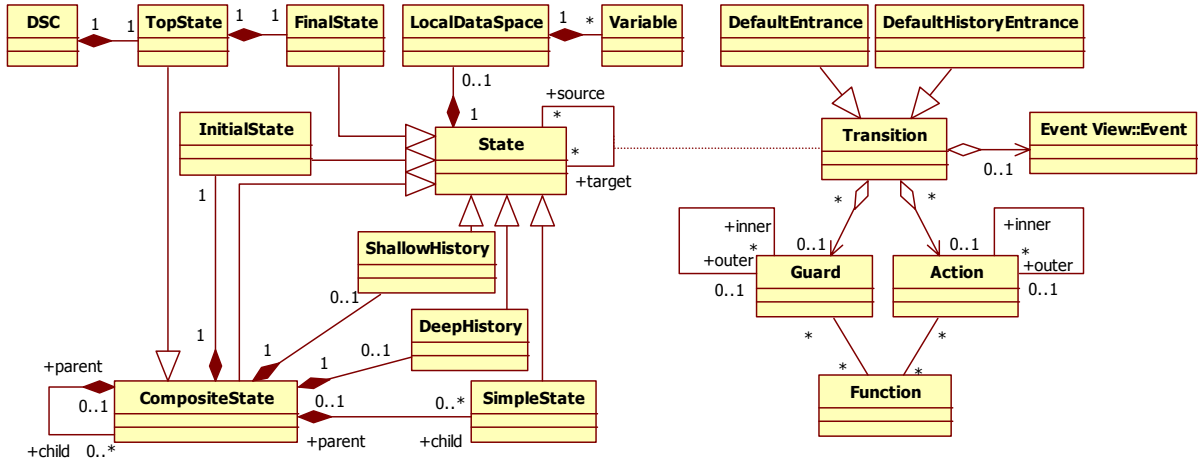 DSC
1
1
TopState
1
1
FinalState
LocalDataSpace
1
*
Variable
DefaultEntrance
DefaultHistoryEntrance
0..1
1
+source
*
*
+target
InitialState
State
Transition
0..1
Event View::Event
1
*
*
+inner
*
+outer
0..1
0..1
+inner
*
+outer
0..1
0..1
ShallowHistory
Guard
Action
0..1
DeepHistory
*
*
1
1
0..1
+parent
0..1
1
*
*
CompositeState
0..1
0..*
SimpleState
Function
+child
0..*
+parent
+child